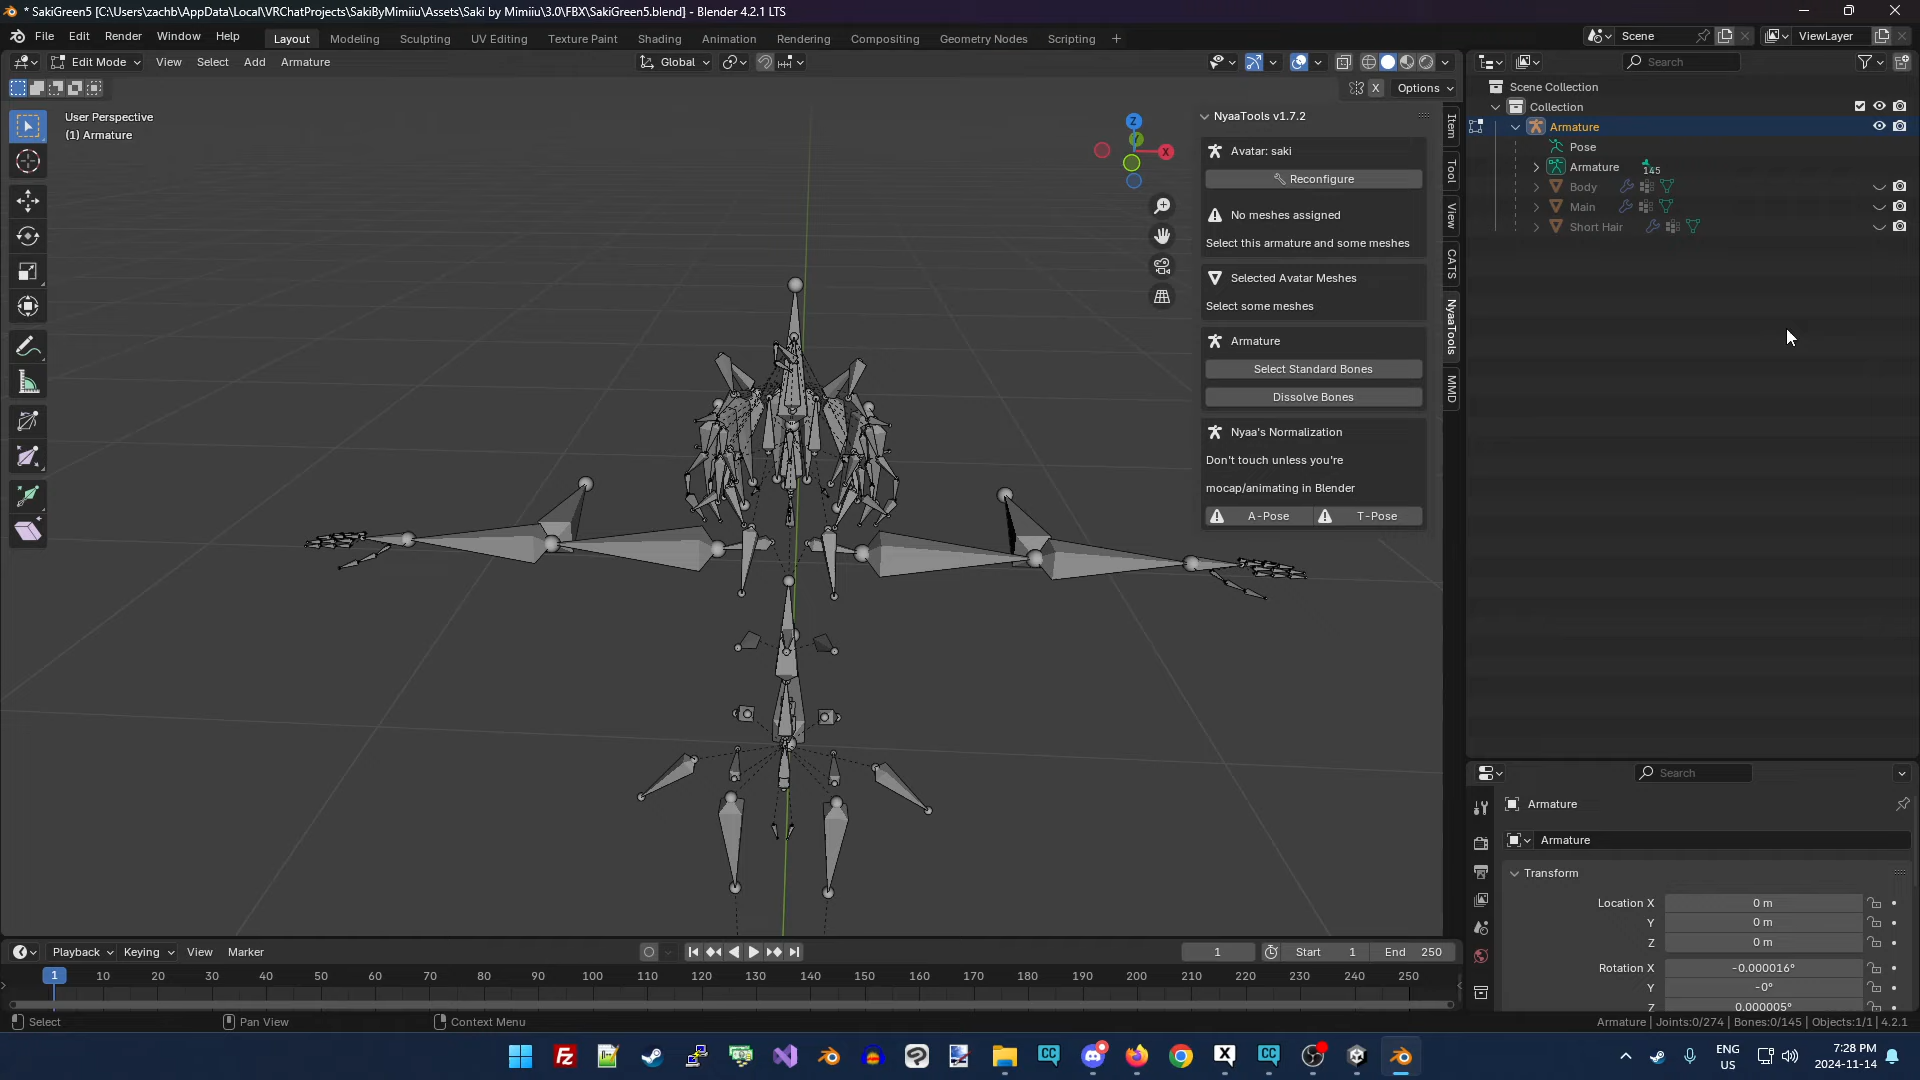 * SakiGreen5 [C:\Users\zachb\AppData\Local\VRChatProjects\SakiByMimiiu\Assets\Saki by Mimiiu\3.0\FBX\SakiGreen5.blend] - Blender 4.2.1 LTS
File Edit Render Window Help Layout Modeling Sculpting UV Editing Texture Paint Shading Animation Rendering Compositing Geometry Nodes Scripting + Scene ViewLayer
Edit Mode View Select Add Armature Global Search
X Options
Scene Collection
Collection
Armature
Pose
Armature 145
Body
Main
Short Hair
User Perspective
(1) Armature
Z
X
NyaaTools v1.7.2
Avatar: saki
Reconfigure
No meshes assigned
Select this armature and some meshes
Selected Avatar Meshes
Select some meshes
Armature
Select Standard Bones
Dissolve Bones
Nyaa's Normalization
Don't touch unless you're
mocap/animating in Blender
A-Pose T-Pose
Item
Tool
View
CATS
NyaaTools
MMD
Search
Armature
Armature
Transform
Location X 0 m
Y 0 m
Z 0 m
Rotation X -0.000016°
Y -0°
Z 0.000005°
Playback Keying View Marker 1 Start 1 End 250
1 10 20 30 40 50 60 70 80 90 100 110 120 130 140 150 160 170 180 190 200 210 220 230 240 250
Select Pan View Context Menu Armature | Joints:0/274 | Bones:0/145 | Objects:1/1 | 4.2.1
ENG
US
7:28 PM
2024-11-14